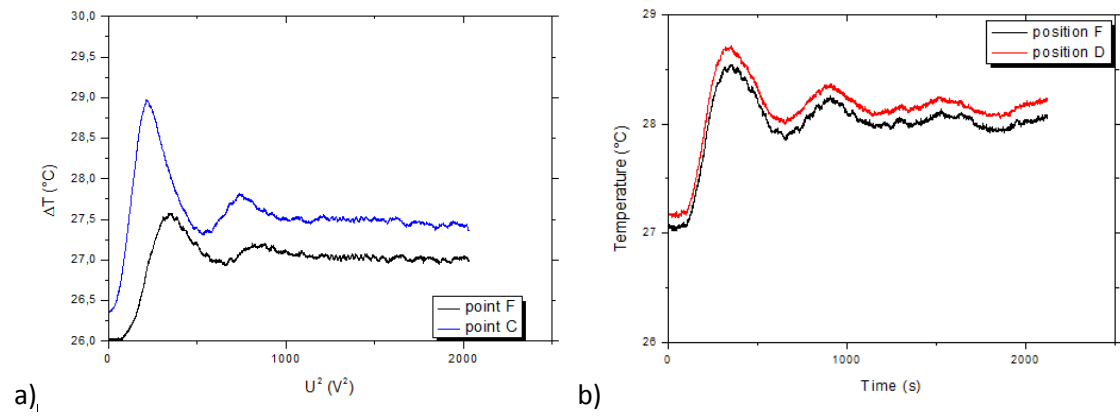 30,0
29,5
29,0
28,5
28,0
27,5
27,0
26,5
26,0
ΔT (°C)
0
1000
2000
U² (V²)
point F
point C
a)
29
28
27
26
Temperature (°C)
0
1000
2000
Time (s)
position F
position D
b)